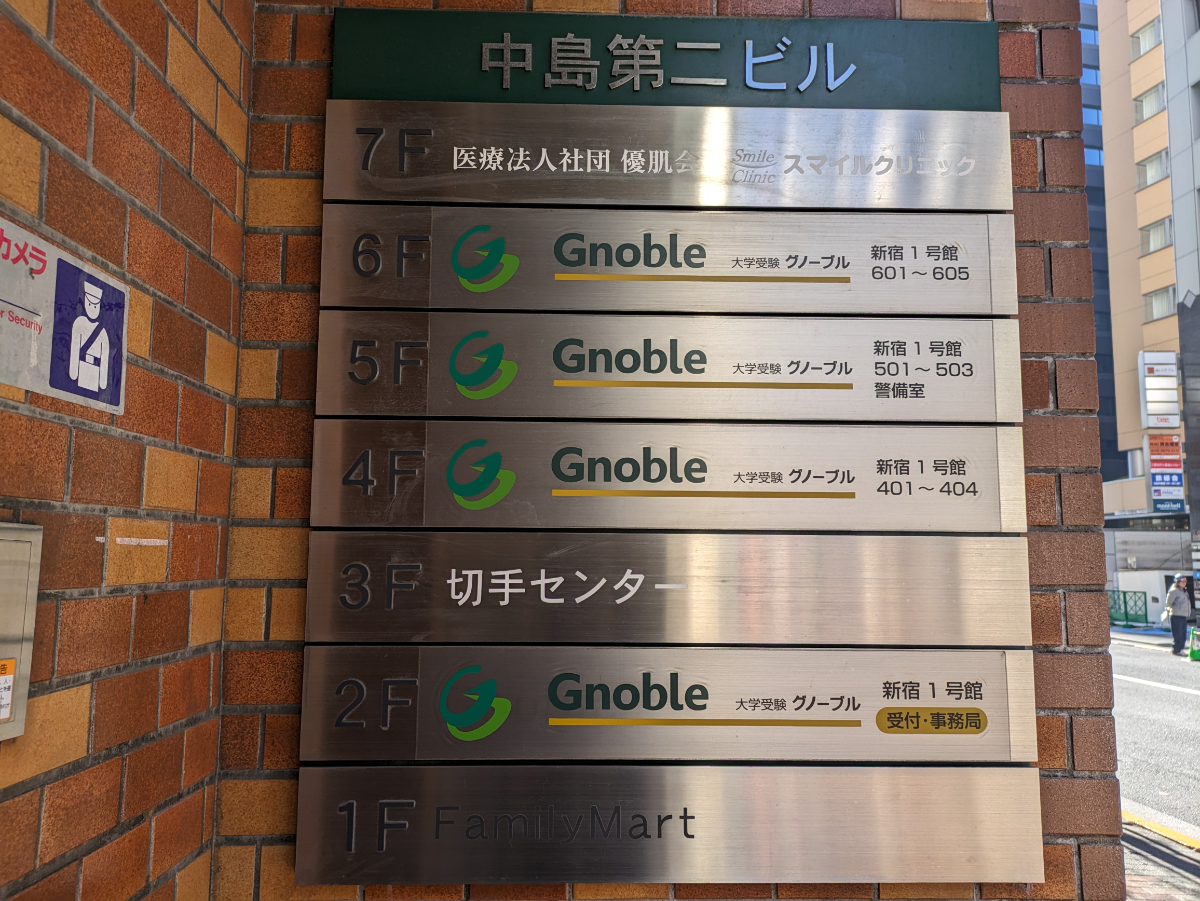 中島第二ビル
7F 医療法人社団 優肌会 Smile Clinic スマイルクリニック
6F Gnoble 大学受験 グノーブル 新宿1号館
601～605
5F Gnoble 大学受験 グノーブル 新宿1号館
501～503
警備室
4F Gnoble 大学受験 グノーブル 新宿1号館
401～404
3F 切手センター
2F Gnoble 大学受験 グノーブル 新宿1号館
受付・事務局
1F FamilyMart
カメラ
r Security
告